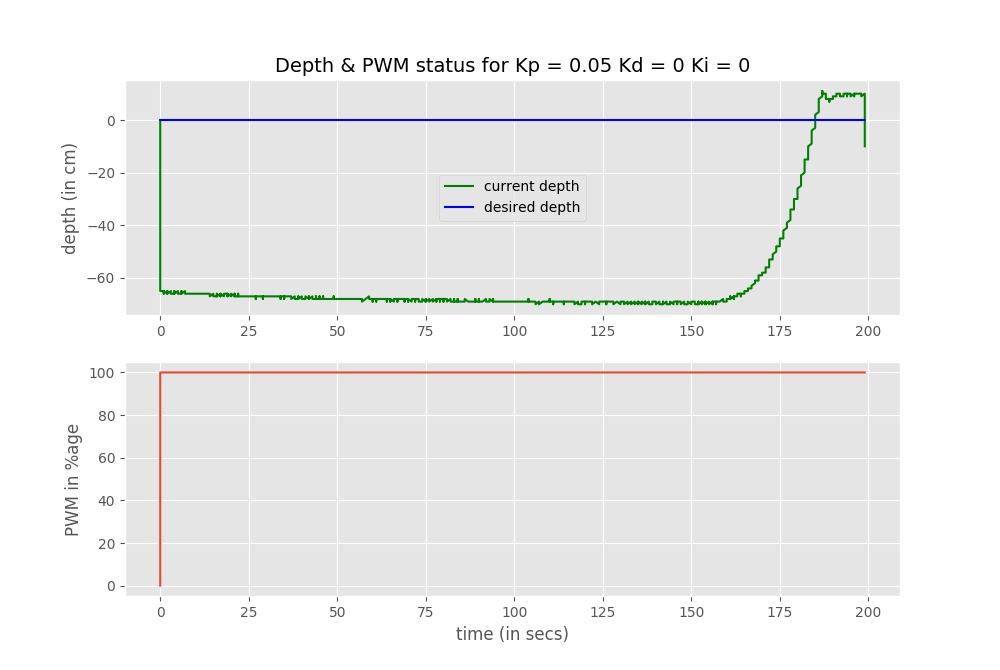 Depth & PWM status for Kp = 0.05 Kd = 0 Ki = 0
depth (in cm)
0
−20
−40
−60
current depth
desired depth
0 25 50 75 100 125 150 175 200
PWM in %age
100
80
60
40
20
0
0 25 50 75 100 125 150 175 200
time (in secs)